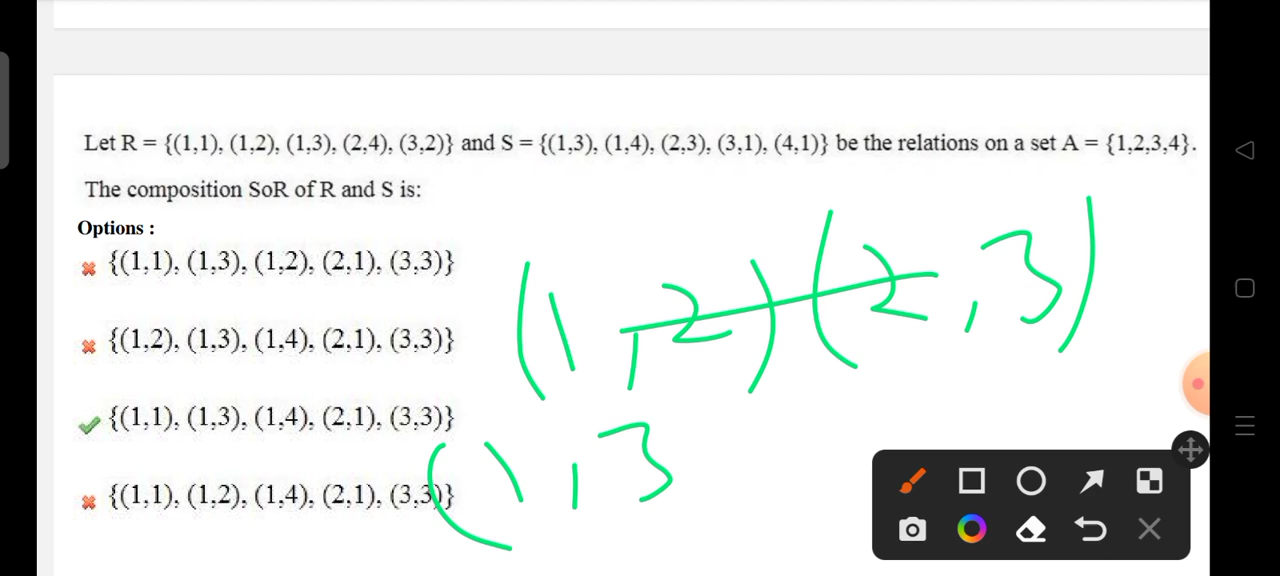 Let R = {(1,1), (1,2), (1,3), (2,4), (3,2)} and S = {(1,3), (1,4), (2,3), (3,1), (4,1)} be the relations on a set A = {1,2,3,4}.
The composition SoR of R and S is:
Options :
{(1,1), (1,3), (1,2), (2,1), (3,3)}
{(1,2), (1,3), (1,4), (2,1), (3,3)}
{(1,1), (1,3), (1,4), (2,1), (3,3)}
{(1,1), (1,2), (1,4), (2,1), (3,3)}
(1,2)(2,3)
(1,3